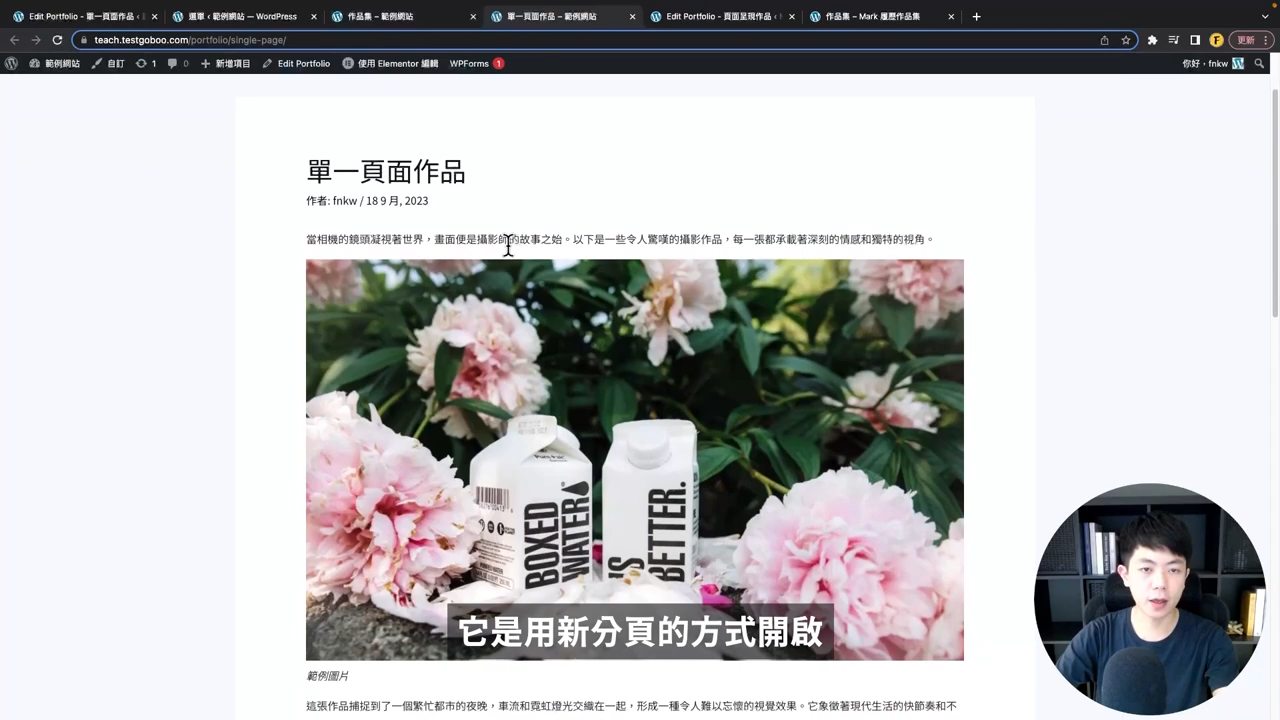 Edit Portfolio - 單一頁面作品 ‹
選單 ‹ 範例網站 — WordPress
作品集 – 範例網站
單一頁面作品 – 範例網站
Edit Portfolio - 頁面呈現作品 ‹
作品集 – Mark 履歷作品集
teach.testgoboo.com/portfolio/single-page/
F
更新
範例網站
自訂
1
0
新增項目
Edit Portfolio
使用 Elementor 編輯
WPForms
1
你好，fnkw
單一頁面作品
作者: fnkw / 18 9 月, 2023
當相機的鏡頭凝視著世界，畫面便是攝影師的故事之始。以下是一些令人驚嘆的攝影作品，每一張都承載著深刻的情感和獨特的視角。
BOXED
WATER
IS
BETTER.
它是用新分頁的方式開啟
範例圖片
這張作品捕捉到了一個繁忙都市的夜晚，車流和霓虹燈光交織在一起，形成一種令人難以忘懷的視覺效果。它象徵著現代生活的快節奏和不